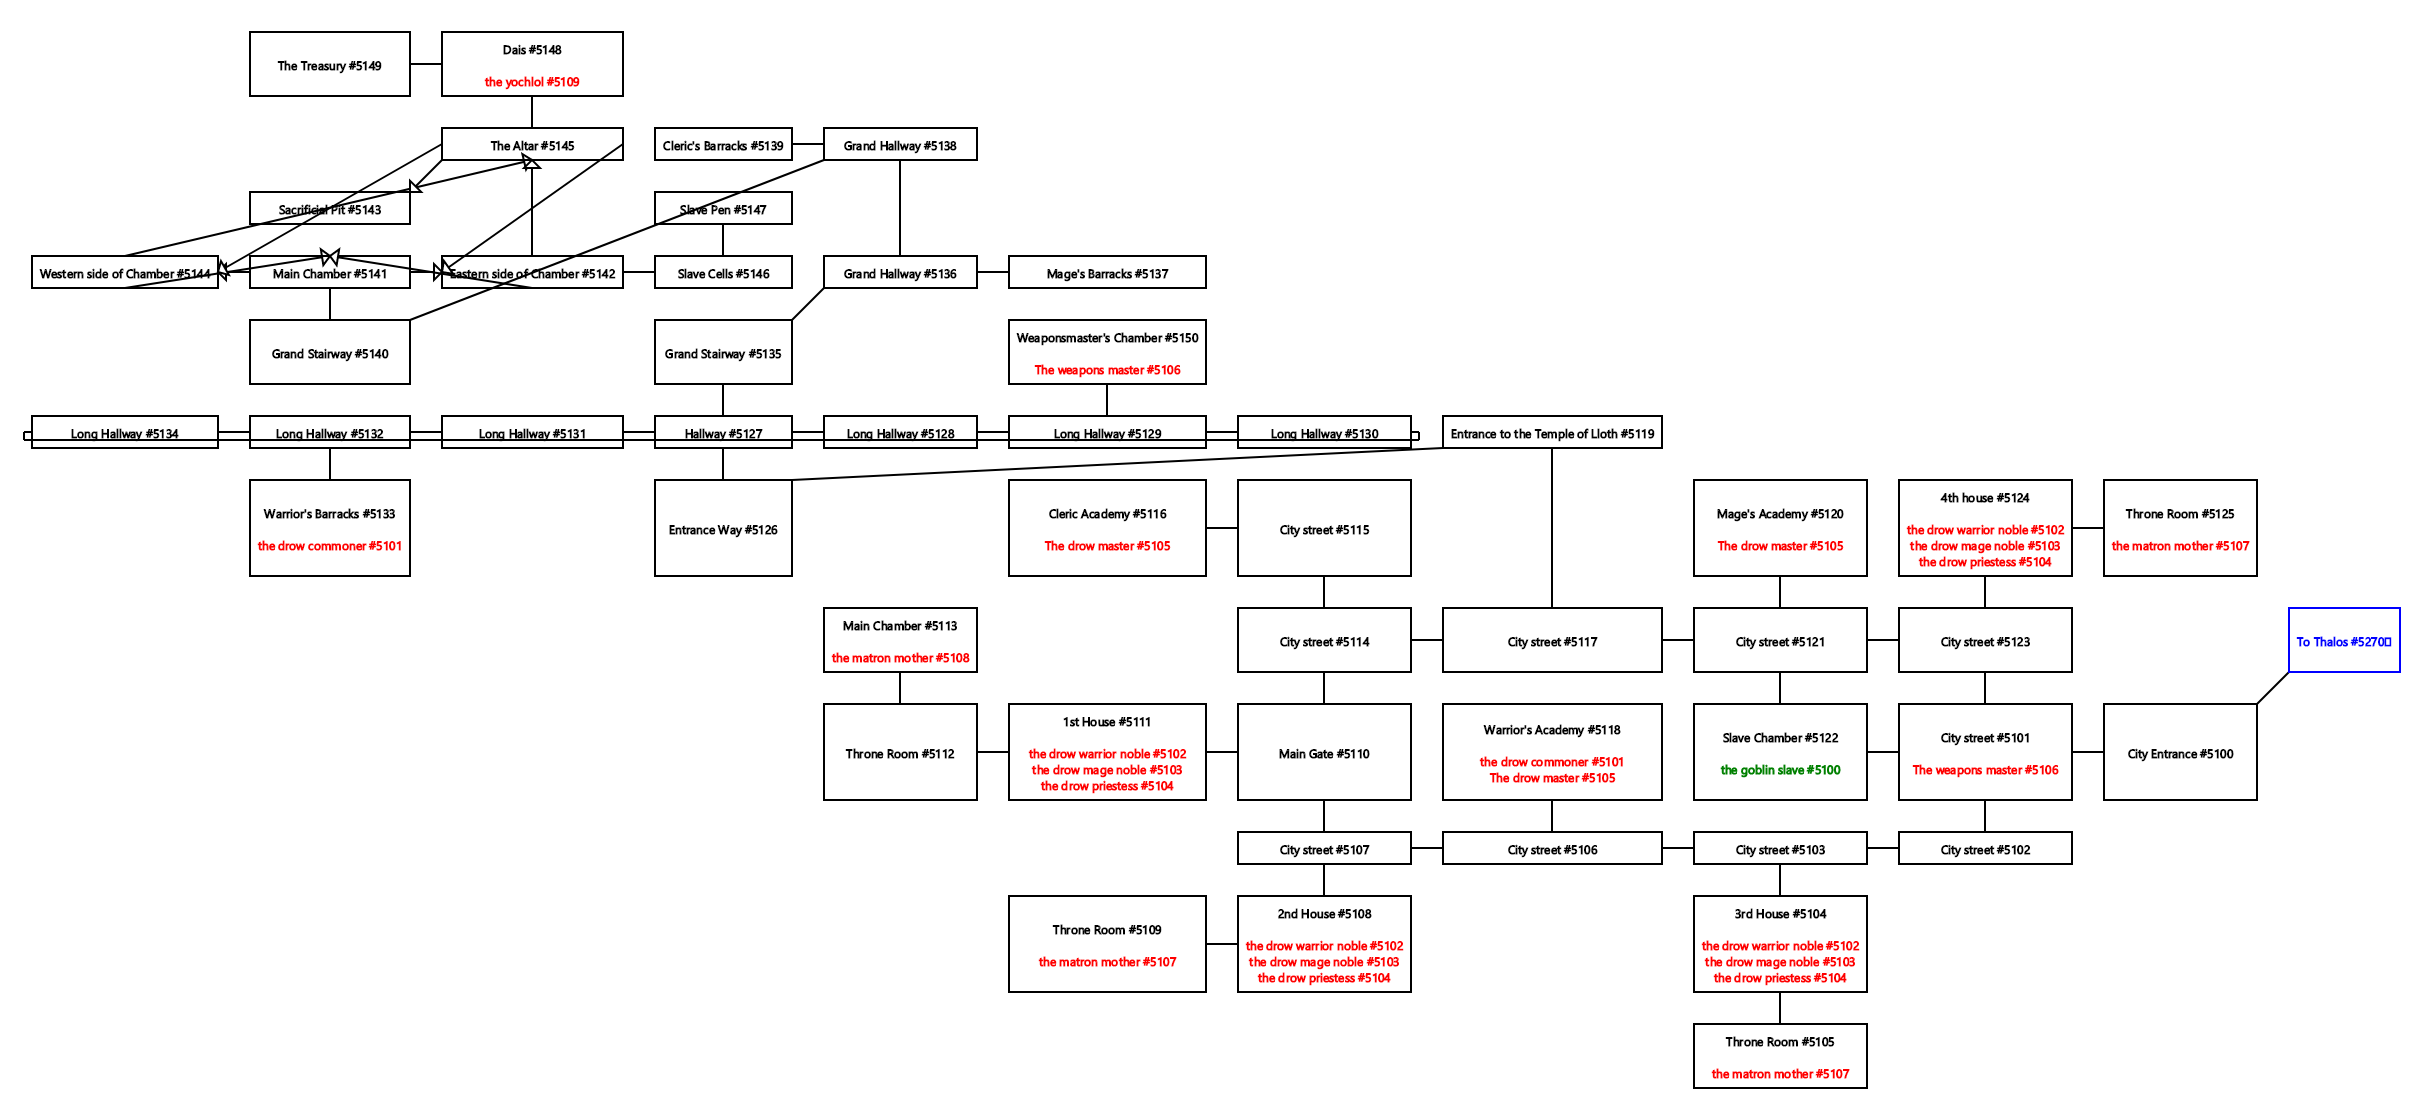 The Treasury #5149
Dais #5148
the yochlol #5109
The Altar #5145
Cleric's Barracks #5139
Grand Hallway #5138
Sacrificial Pit #5143
Slave Pen #5147
Western side of Chamber #5144
Main Chamber #5141
Eastern side of Chamber #5142
Slave Cells #5146
Grand Hallway #5136
Mage's Barracks #5137
Grand Stairway #5140
Grand Stairway #5135
Weaponsmaster's Chamber #5150
The weapons master #5106
Long Hallway #5134
Long Hallway #5132
Long Hallway #5131
Hallway #5127
Long Hallway #5128
Long Hallway #5129
Long Hallway #5130
Entrance to the Temple of Lloth #5119
Warrior's Barracks #5133
the drow commoner #5101
Entrance Way #5126
Cleric Academy #5116
The drow master #5105
City street #5115
Mage's Academy #5120
The drow master #5105
4th house #5124
the drow warrior noble #5102
the drow mage noble #5103
the drow priestess #5104
Throne Room #5125
the matron mother #5107
Main Chamber #5113
the matron mother #5108
City street #5114
City street #5117
City street #5121
City street #5123
To Thalos #5270
Throne Room #5112
1st House #5111
the drow warrior noble #5102
the drow mage noble #5103
the drow priestess #5104
Main Gate #5110
Warrior's Academy #5118
the drow commoner #5101
The drow master #5105
Slave Chamber #5122
the goblin slave #5100
City street #5101
The weapons master #5106
City Entrance #5100
City street #5107
City street #5106
City street #5103
City street #5102
Throne Room #5109
the matron mother #5107
2nd House #5108
the drow warrior noble #5102
the drow mage noble #5103
the drow priestess #5104
3rd House #5104
the drow warrior noble #5102
the drow mage noble #5103
the drow priestess #5104
Throne Room #5105
the matron mother #5107